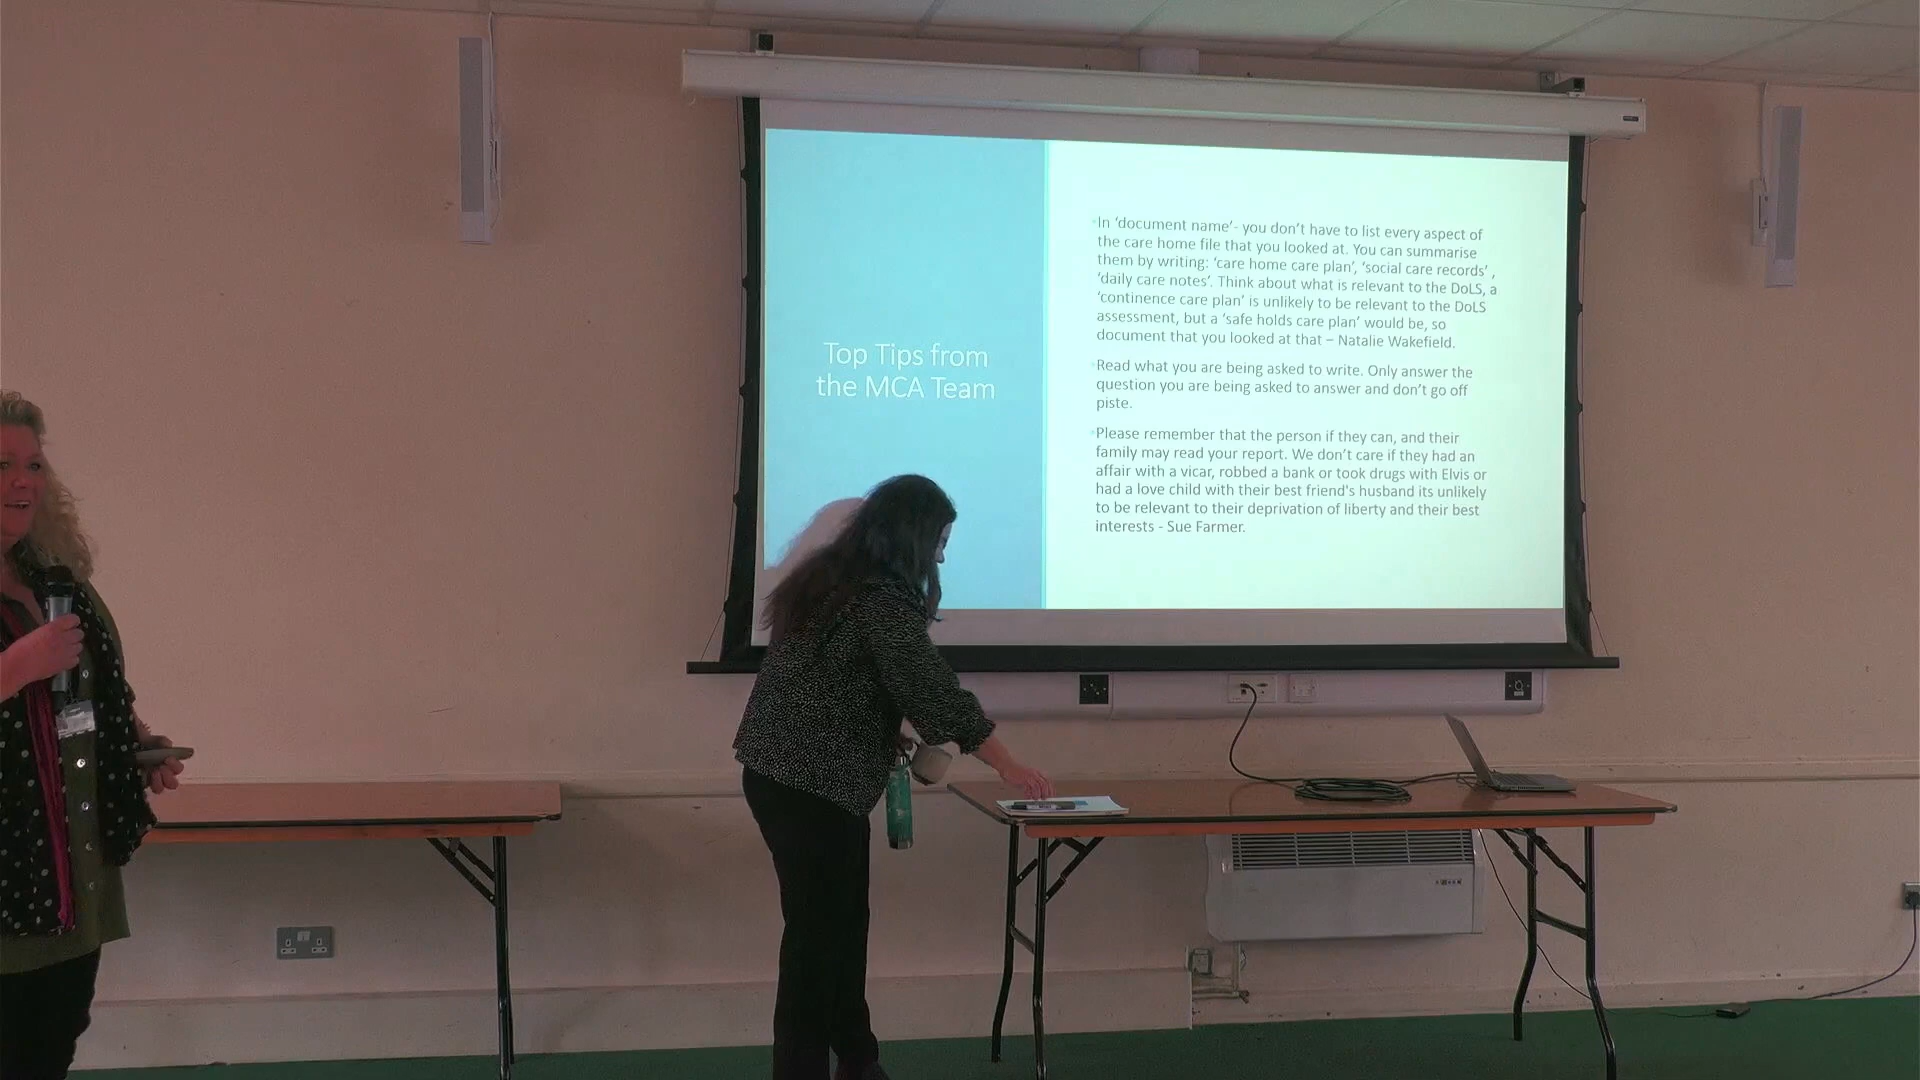 Top Tips from
the MCA Team
In ‘document name’- you don’t have to list every aspect of
the care home file that you looked at. You can summarise
them by writing: ‘care home care plan’, ‘social care records’ ,
‘daily care notes’. Think about what is relevant to the DoLS, a
‘continence care plan’ is unlikely to be relevant to the DoLS
assessment, but a ‘safe holds care plan’ would be, so
document that you looked at that – Natalie Wakefield.
Read what you are being asked to write. Only answer the
question you are being asked to answer and don’t go off
piste.
Please remember that the person if they can, and their
family may read your report. We don’t care if they had an
affair with a vicar, robbed a bank or took drugs with Elvis or
had a love child with their best friend's husband its unlikely
to be relevant to their deprivation of liberty and their best
interests - Sue Farmer.